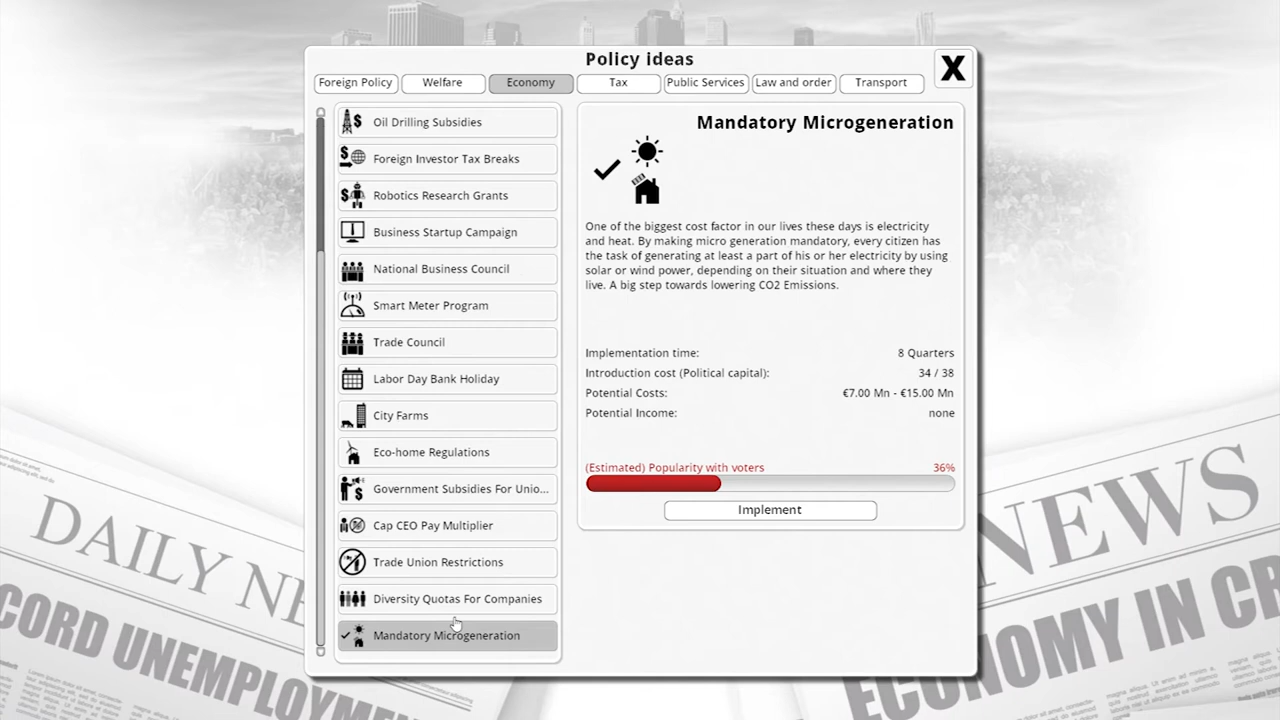 Policy ideas
X
Foreign Policy
Welfare
Economy
Tax
Public Services
Law and order
Transport
Oil Drilling Subsidies
Foreign Investor Tax Breaks
Robotics Research Grants
Business Startup Campaign
National Business Council
Smart Meter Program
Trade Council
Labor Day Bank Holiday
City Farms
Eco-home Regulations
Government Subsidies For Unio...
Cap CEO Pay Multiplier
Trade Union Restrictions
Diversity Quotas For Companies
Mandatory Microgeneration
Mandatory Microgeneration
One of the biggest cost factor in our lives these days is electricity
and heat. By making micro generation mandatory, every citizen has
the task of generating at least a part of his or her electricity by using
solar or wind power, depending on their situation and where they
live. A big step towards lowering CO2 Emissions.
Implementation time: 8 Quarters
Introduction cost (Political capital): 34 / 38
Potential Costs: €7.00 Mn - €15.00 Mn
Potential Income: none
(Estimated) Popularity with voters 36%
Implement
DAILY NE
CORD UNEMPLOYM
NEWS
ECONOMY IN CR